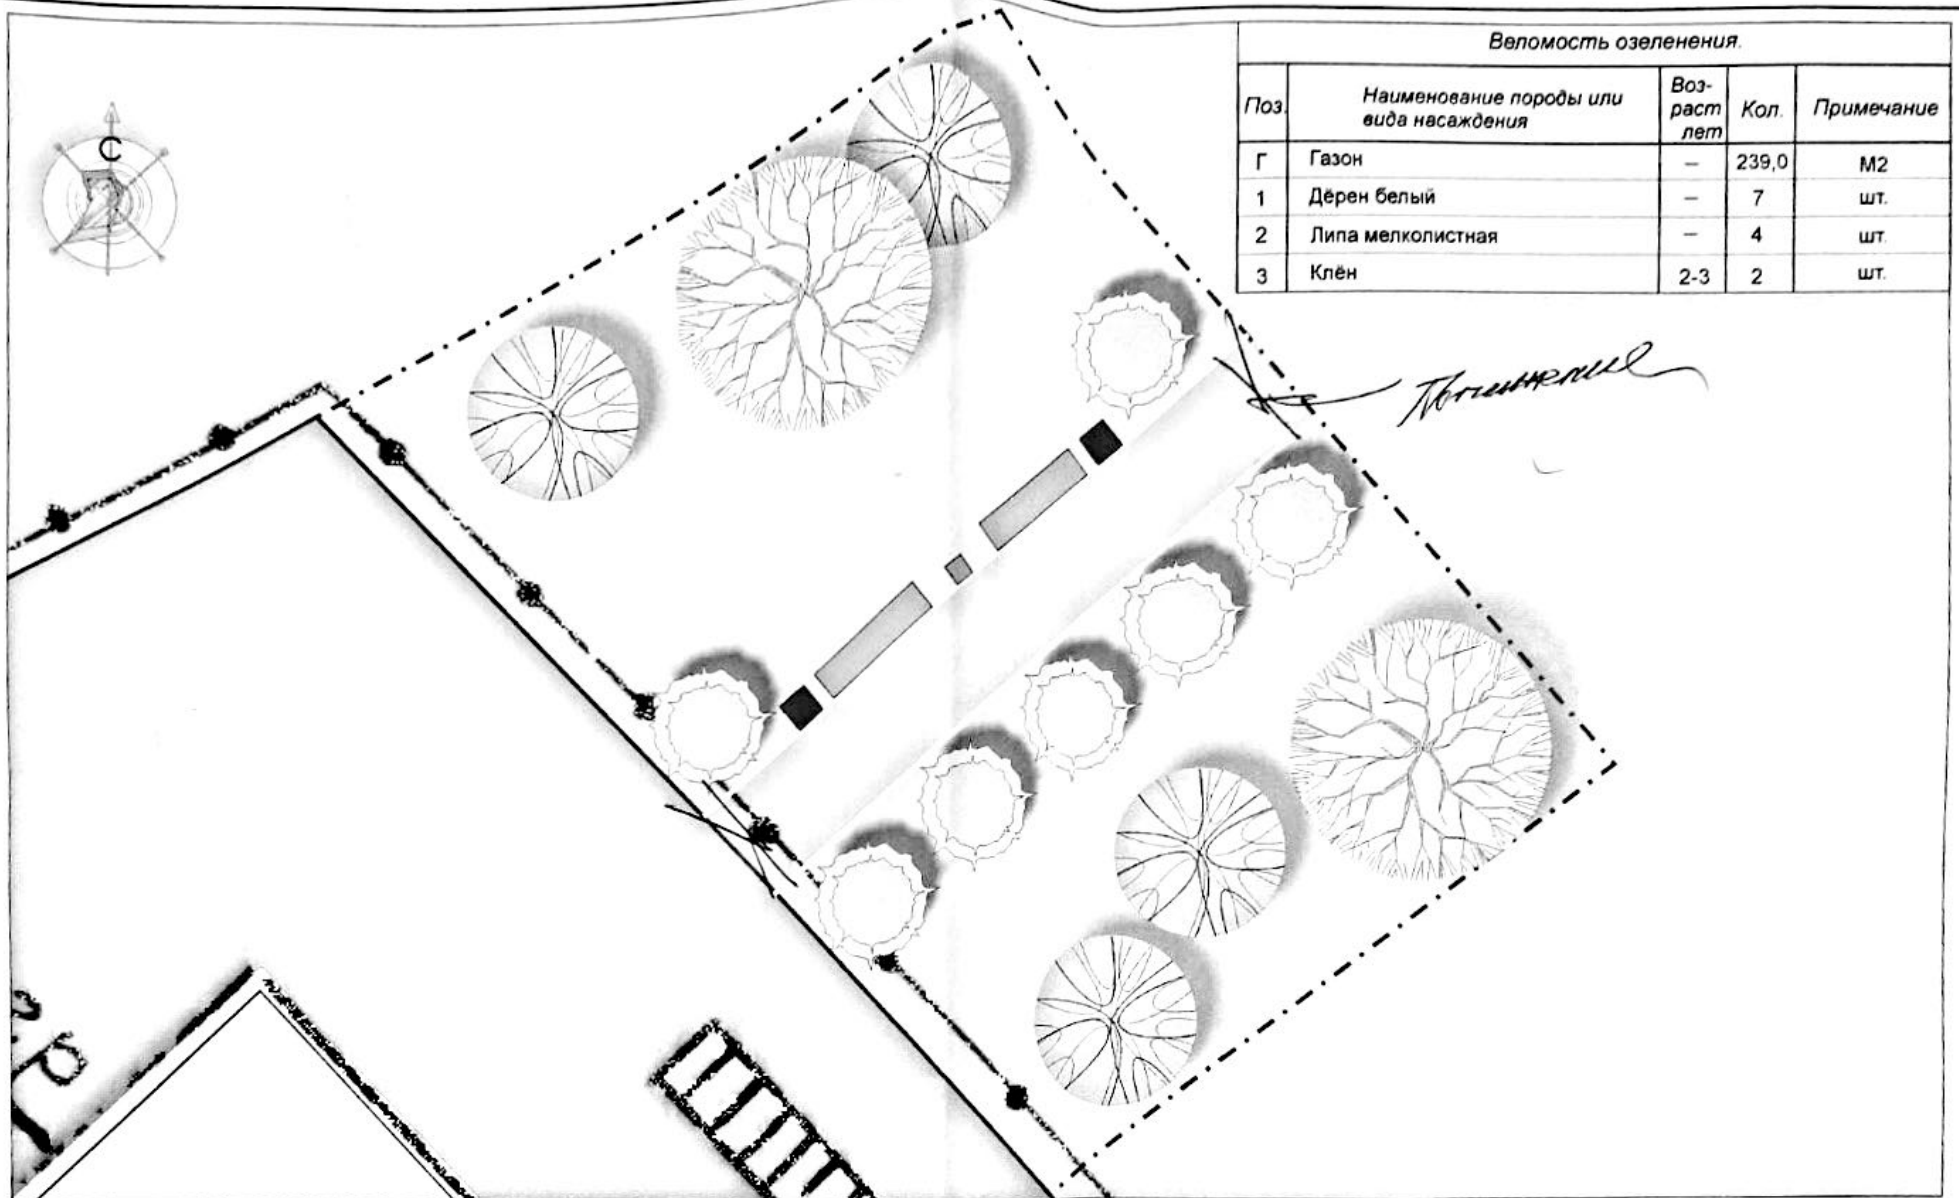 С
Веломость озеленения.
Поз. Наименование породы или вида насаждения Воз-раст лет Кол. Примечание
Г Газон – 239,0 М2
1 Дёрен белый – 7 шт.
2 Липа мелколистная – 4 шт.
3 Клён 2-3 2 шт.